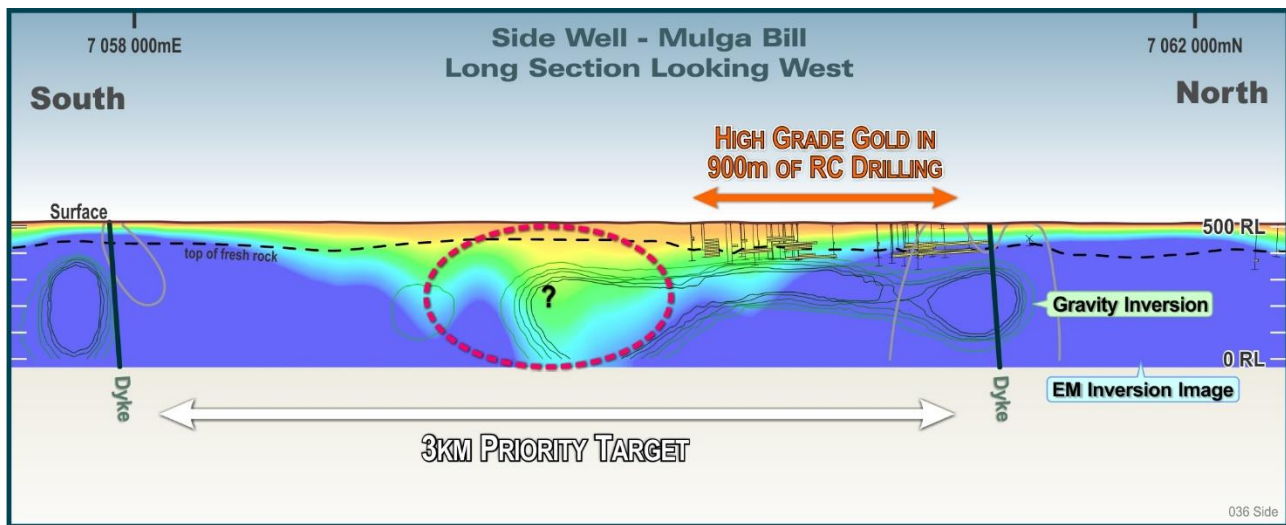 7 058 000mE
Side Well - Mulga Bill
Long Section Looking West
7 062 000mN
South
North
HIGH GRADE GOLD IN
900m OF RC DRILLING
Surface
500 RL
top of fresh rock
?
Gravity Inversion
0 RL
EM Inversion Image
Dyke
Dyke
3KM PRIORITY TARGET
036 Side